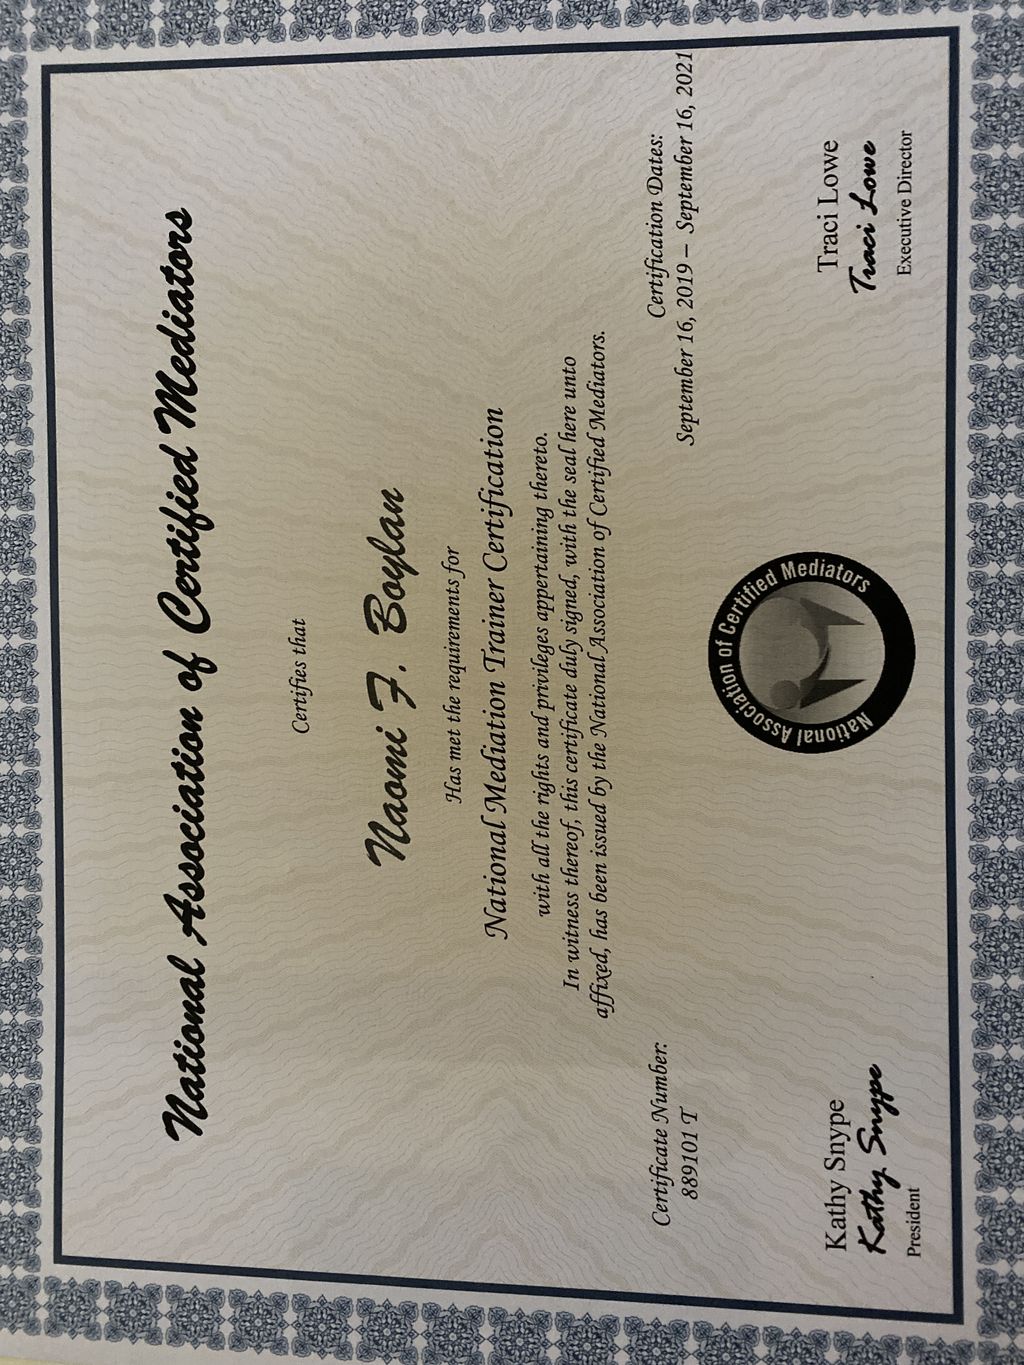 National Association of Certified Mediators
Certifies that
Naomi F. Boylan
Has met the requirements for
National Mediation Trainer Certification
with all the rights and privileges appertaining thereto.
In witness thereof, this certificate duly signed, with the seal here unto
affixed, has been issued by the National Association of Certified Mediators.
Certificate Number:
889101 T
Certification Dates:
September 16, 2019 – September 16, 2021
National Association of Certified Mediators
Kathy Snype
Kathy Snype
President
Traci Lowe
Traci Lowe
Executive Director